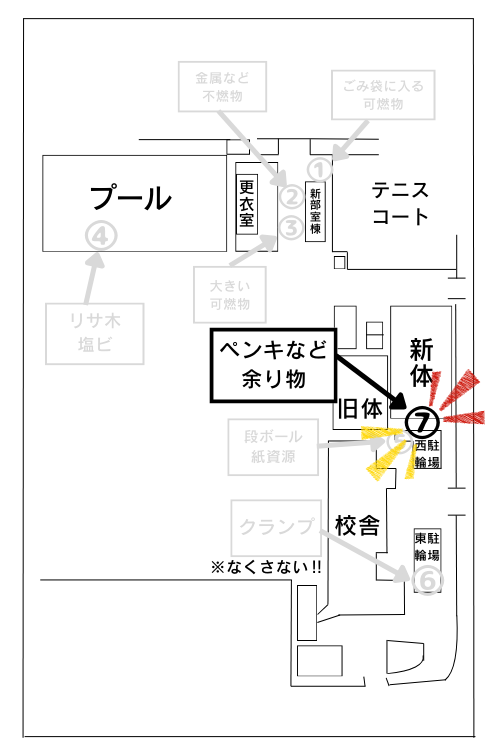 金属など
不燃物
ごみ袋に入る
可燃物
①
②
③
新部室棟
更衣室
プール
④
テニス
コート
大きい
可燃物
リサ木
塩ビ
ペンキなど
余り物
新体
旧体
⑦
段ボール
紙資源
⑤
西駐
輪場
クランプ
校舎
東駐
輪場
※なくさない!!
⑥